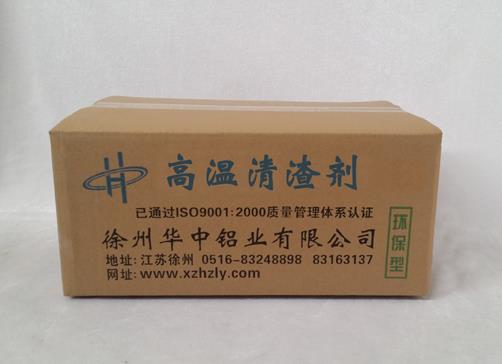 高温清渣剂
已通过ISO9001:2000质量管理体系认证
徐州华中铝业有限公司
地址:江苏徐州 0516-83248898 83163137
网址:www.xzhzly.com
环保型